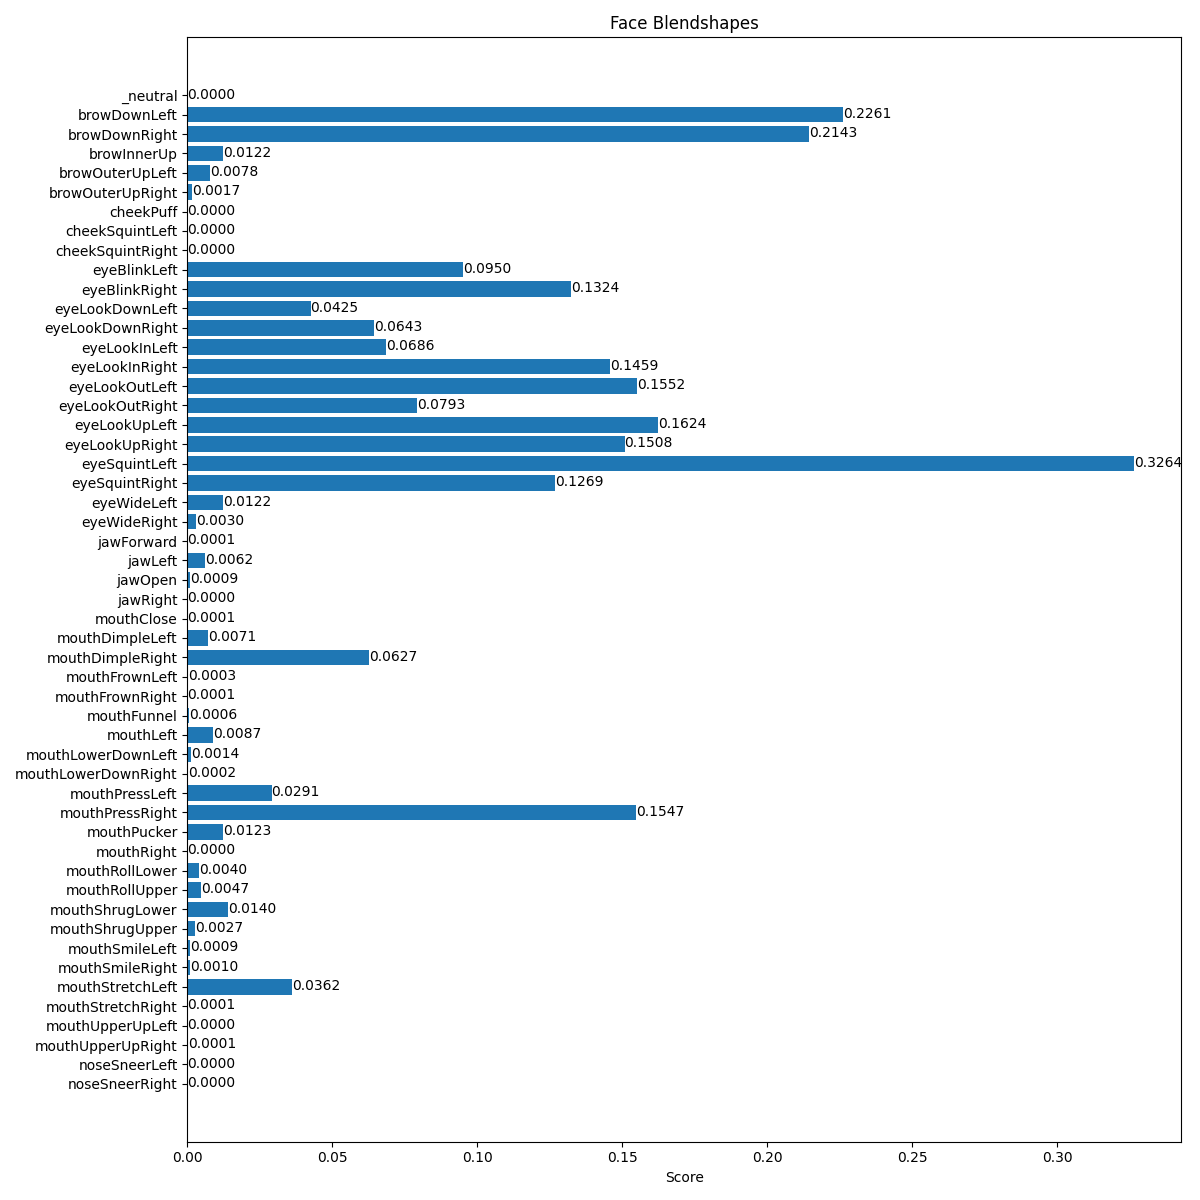 Face Blendshapes
_neutral 0.0000
browDownLeft 0.2261
browDownRight 0.2143
browInnerUp 0.0122
browOuterUpLeft 0.0078
browOuterUpRight 0.0017
cheekPuff 0.0000
cheekSquintLeft 0.0000
cheekSquintRight 0.0000
eyeBlinkLeft 0.0950
eyeBlinkRight 0.1324
eyeLookDownLeft 0.0425
eyeLookDownRight 0.0643
eyeLookInLeft 0.0686
eyeLookInRight 0.1459
eyeLookOutLeft 0.1552
eyeLookOutRight 0.0793
eyeLookUpLeft 0.1624
eyeLookUpRight 0.1508
eyeSquintLeft 0.3264
eyeSquintRight 0.1269
eyeWideLeft 0.0122
eyeWideRight 0.0030
jawForward 0.0001
jawLeft 0.0062
jawOpen 0.0009
jawRight 0.0000
mouthClose 0.0001
mouthDimpleLeft 0.0071
mouthDimpleRight 0.0627
mouthFrownLeft 0.0003
mouthFrownRight 0.0001
mouthFunnel 0.0006
mouthLeft 0.0087
mouthLowerDownLeft 0.0014
mouthLowerDownRight 0.0002
mouthPressLeft 0.0291
mouthPressRight 0.1547
mouthPucker 0.0123
mouthRight 0.0000
mouthRollLower 0.0040
mouthRollUpper 0.0047
mouthShrugLower 0.0140
mouthShrugUpper 0.0027
mouthSmileLeft 0.0009
mouthSmileRight 0.0010
mouthStretchLeft 0.0362
mouthStretchRight 0.0001
mouthUpperUpLeft 0.0000
mouthUpperUpRight 0.0001
noseSneerLeft 0.0000
noseSneerRight 0.0000
0.00 0.05 0.10 0.15 0.20 0.25 0.30
Score